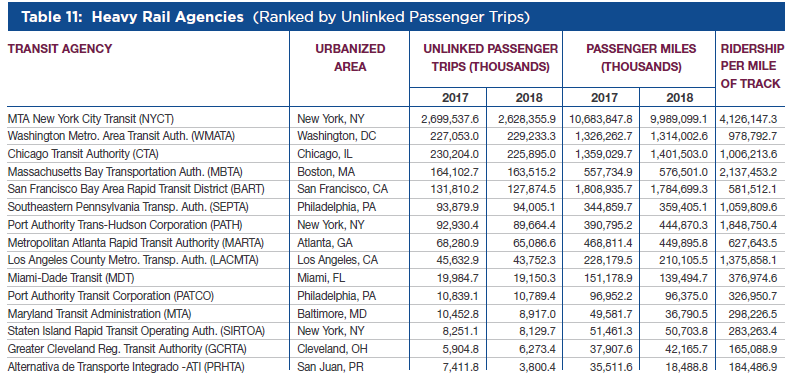 Table 11: Heavy Rail Agencies (Ranked by Unlinked Passenger Trips)
TRANSIT AGENCY URBANIZED AREA UNLINKED PASSENGER TRIPS (THOUSANDS) PASSENGER MILES (THOUSANDS) RIDERSHIP PER MILE OF TRACK
2017 2018 2017 2018
MTA New York City Transit (NYCT) New York, NY 2,699,537.6 2,628,355.9 10,683,847.8 9,989,099.1 4,126,147.3
Washington Metro. Area Transit Auth. (WMATA) Washington, DC 227,053.0 229,233.3 1,326,262.7 1,314,002.6 978,792.7
Chicago Transit Authority (CTA) Chicago, IL 230,204.0 225,895.0 1,359,029.7 1,401,503.0 1,006,213.6
Massachusetts Bay Transportation Auth. (MBTA) Boston, MA 164,102.7 163,515.2 557,734.9 576,501.0 2,137,453.2
San Francisco Bay Area Rapid Transit District (BART) San Francisco, CA 131,810.2 127,874.5 1,808,935.7 1,784,699.3 581,512.1
Southeastern Pennsylvania Transp. Auth. (SEPTA) Philadelphia, PA 93,879.9 94,005.1 344,859.7 359,405.1 1,059,809.6
Port Authority Trans-Hudson Corporation (PATH) New York, NY 92,930.4 89,664.4 390,795.2 444,870.3 1,848,750.4
Metropolitan Atlanta Rapid Transit Authority (MARTA) Atlanta, GA 68,280.9 65,086.6 468,811.4 449,895.8 627,643.5
Los Angeles County Metro. Transp. Auth. (LACMTA) Los Angeles, CA 45,632.9 43,752.3 228,179.5 210,105.5 1,375,858.1
Miami-Dade Transit (MDT) Miami, FL 19,984.7 19,150.3 151,178.9 139,494.7 376,974.6
Port Authority Transit Corporation (PATCO) Philadelphia, PA 10,839.1 10,789.4 96,952.2 96,375.0 326,950.7
Maryland Transit Administration (MTA) Baltimore, MD 10,452.8 8,917.0 49,581.7 36,790.5 298,226.5
Staten Island Rapid Transit Operating Auth. (SIRTOA) New York, NY 8,251.1 8,129.7 51,461.3 50,703.8 283,263.4
Greater Cleveland Reg. Transit Authority (GCRTA) Cleveland, OH 5,904.8 6,273.4 37,907.6 42,165.7 165,088.9
Alternativa de Transporte Integrado -ATI (PRHTA) San Juan, PR 7,411.8 3,800.4 35,511.6 18,488.8 184,486.9